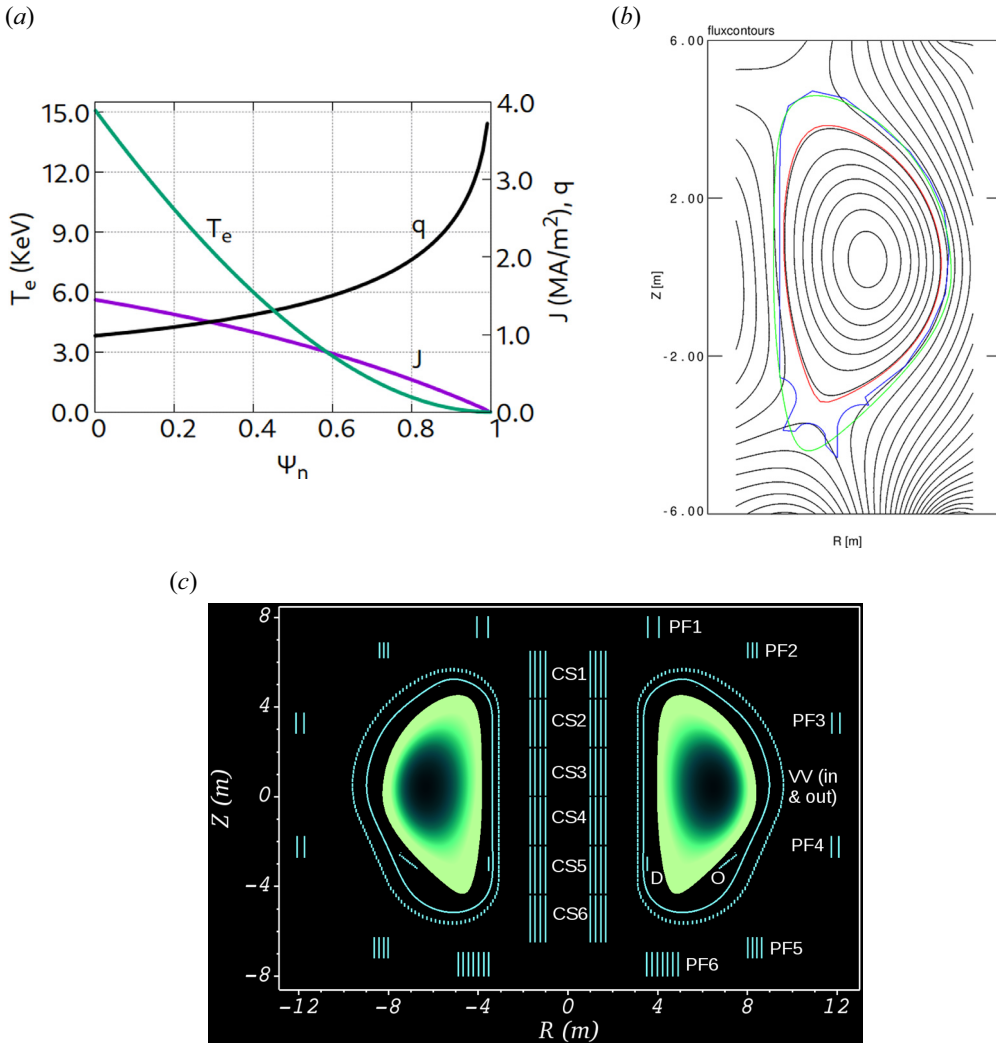 (a)
15.0
12.0
9.0
6.0
3.0
0.0
T_e (KeV)
0
0.2
0.4
0.6
0.8
1
Ψ_n
4.0
3.0
2.0
1.0
0.0
J (MA/m²), q
T_e
q
J
(b)
fluxcontours
6.00
2.00
-2.00
-6.00
Z [m]
R [m]
(c)
8
4
0
−4
−8
Z (m)
−12
−8
−4
0
4
8
12
R (m)
CS1
CS2
CS3
CS4
CS5
CS6
PF1
PF2
PF3
VV (in
& out)
PF4
D
O
PF5
PF6